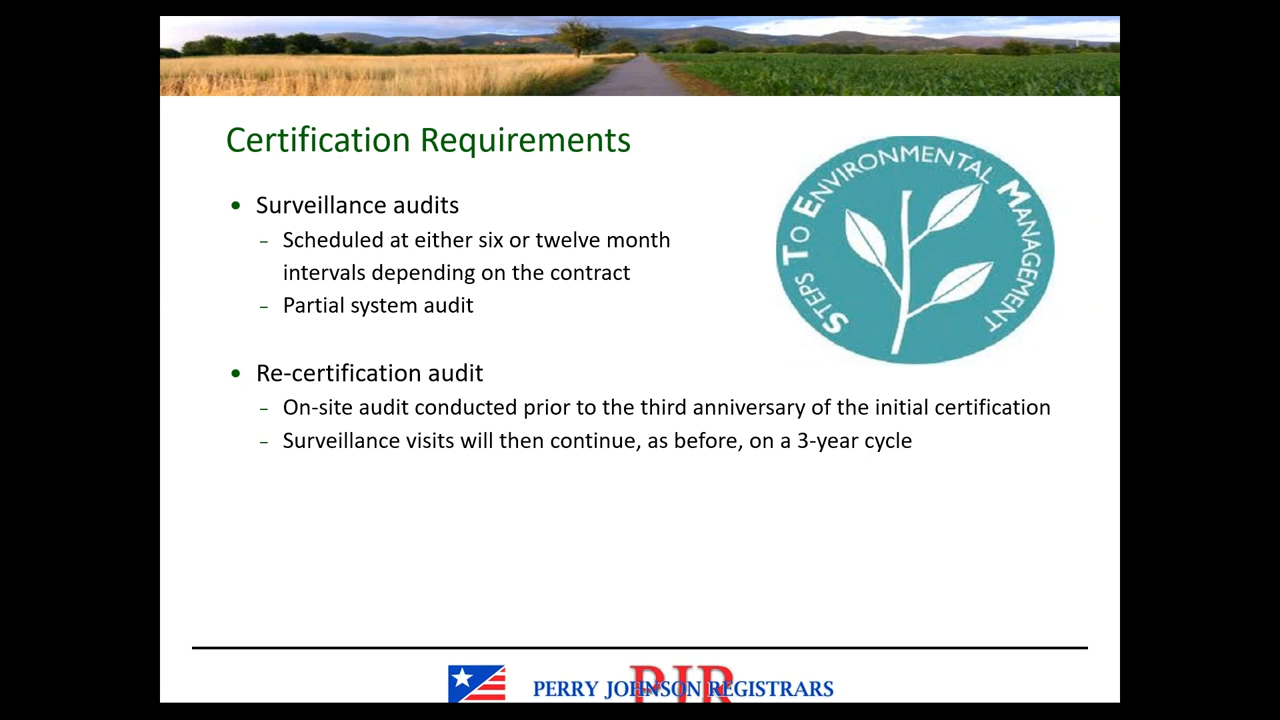 Certification Requirements
STEPS TO ENVIRONMENTAL MANAGEMENT
• Surveillance audits
– Scheduled at either six or twelve month
intervals depending on the contract
– Partial system audit
• Re-certification audit
– On-site audit conducted prior to the third anniversary of the initial certification
– Surveillance visits will then continue, as before, on a 3-year cycle
PJR
PERRY JOHNSON REGISTRARS